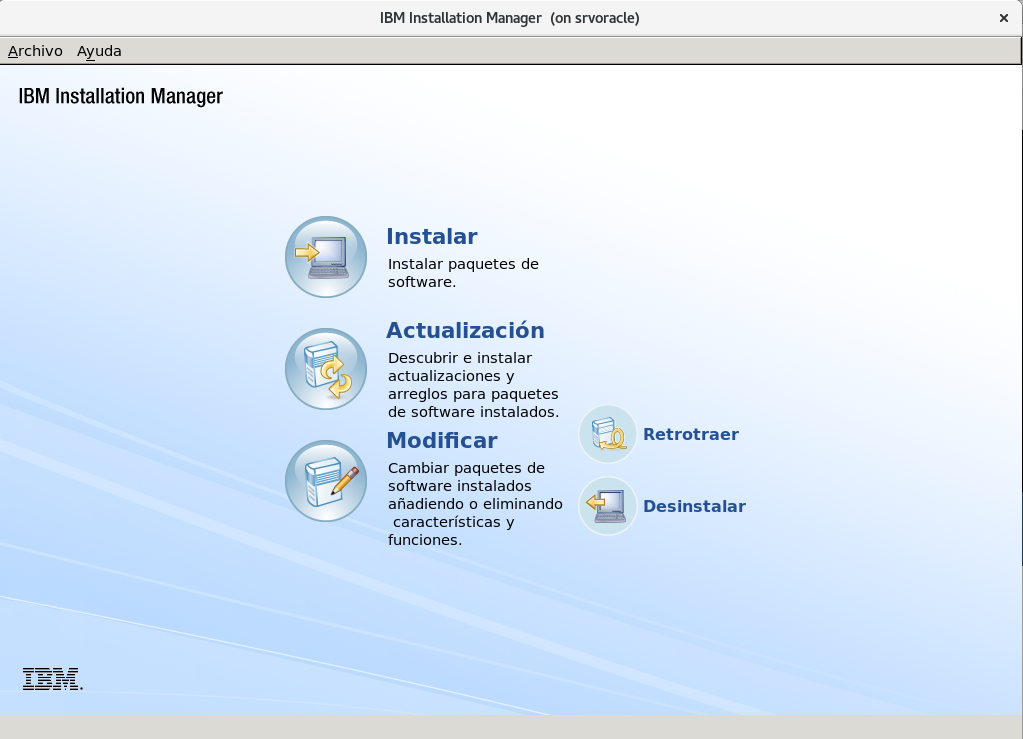 IBM Installation Manager (on srvoracle)
×
Archivo Ayuda
IBM Installation Manager
Instalar
Instalar paquetes de
software.
Actualización
Descubrir e instalar
actualizaciones y
arreglos para paquetes
de software instalados.
Modificar
Cambiar paquetes de
software instalados
añadiendo o eliminando
características y
funciones.
Retrotraer
Desinstalar
IBM.